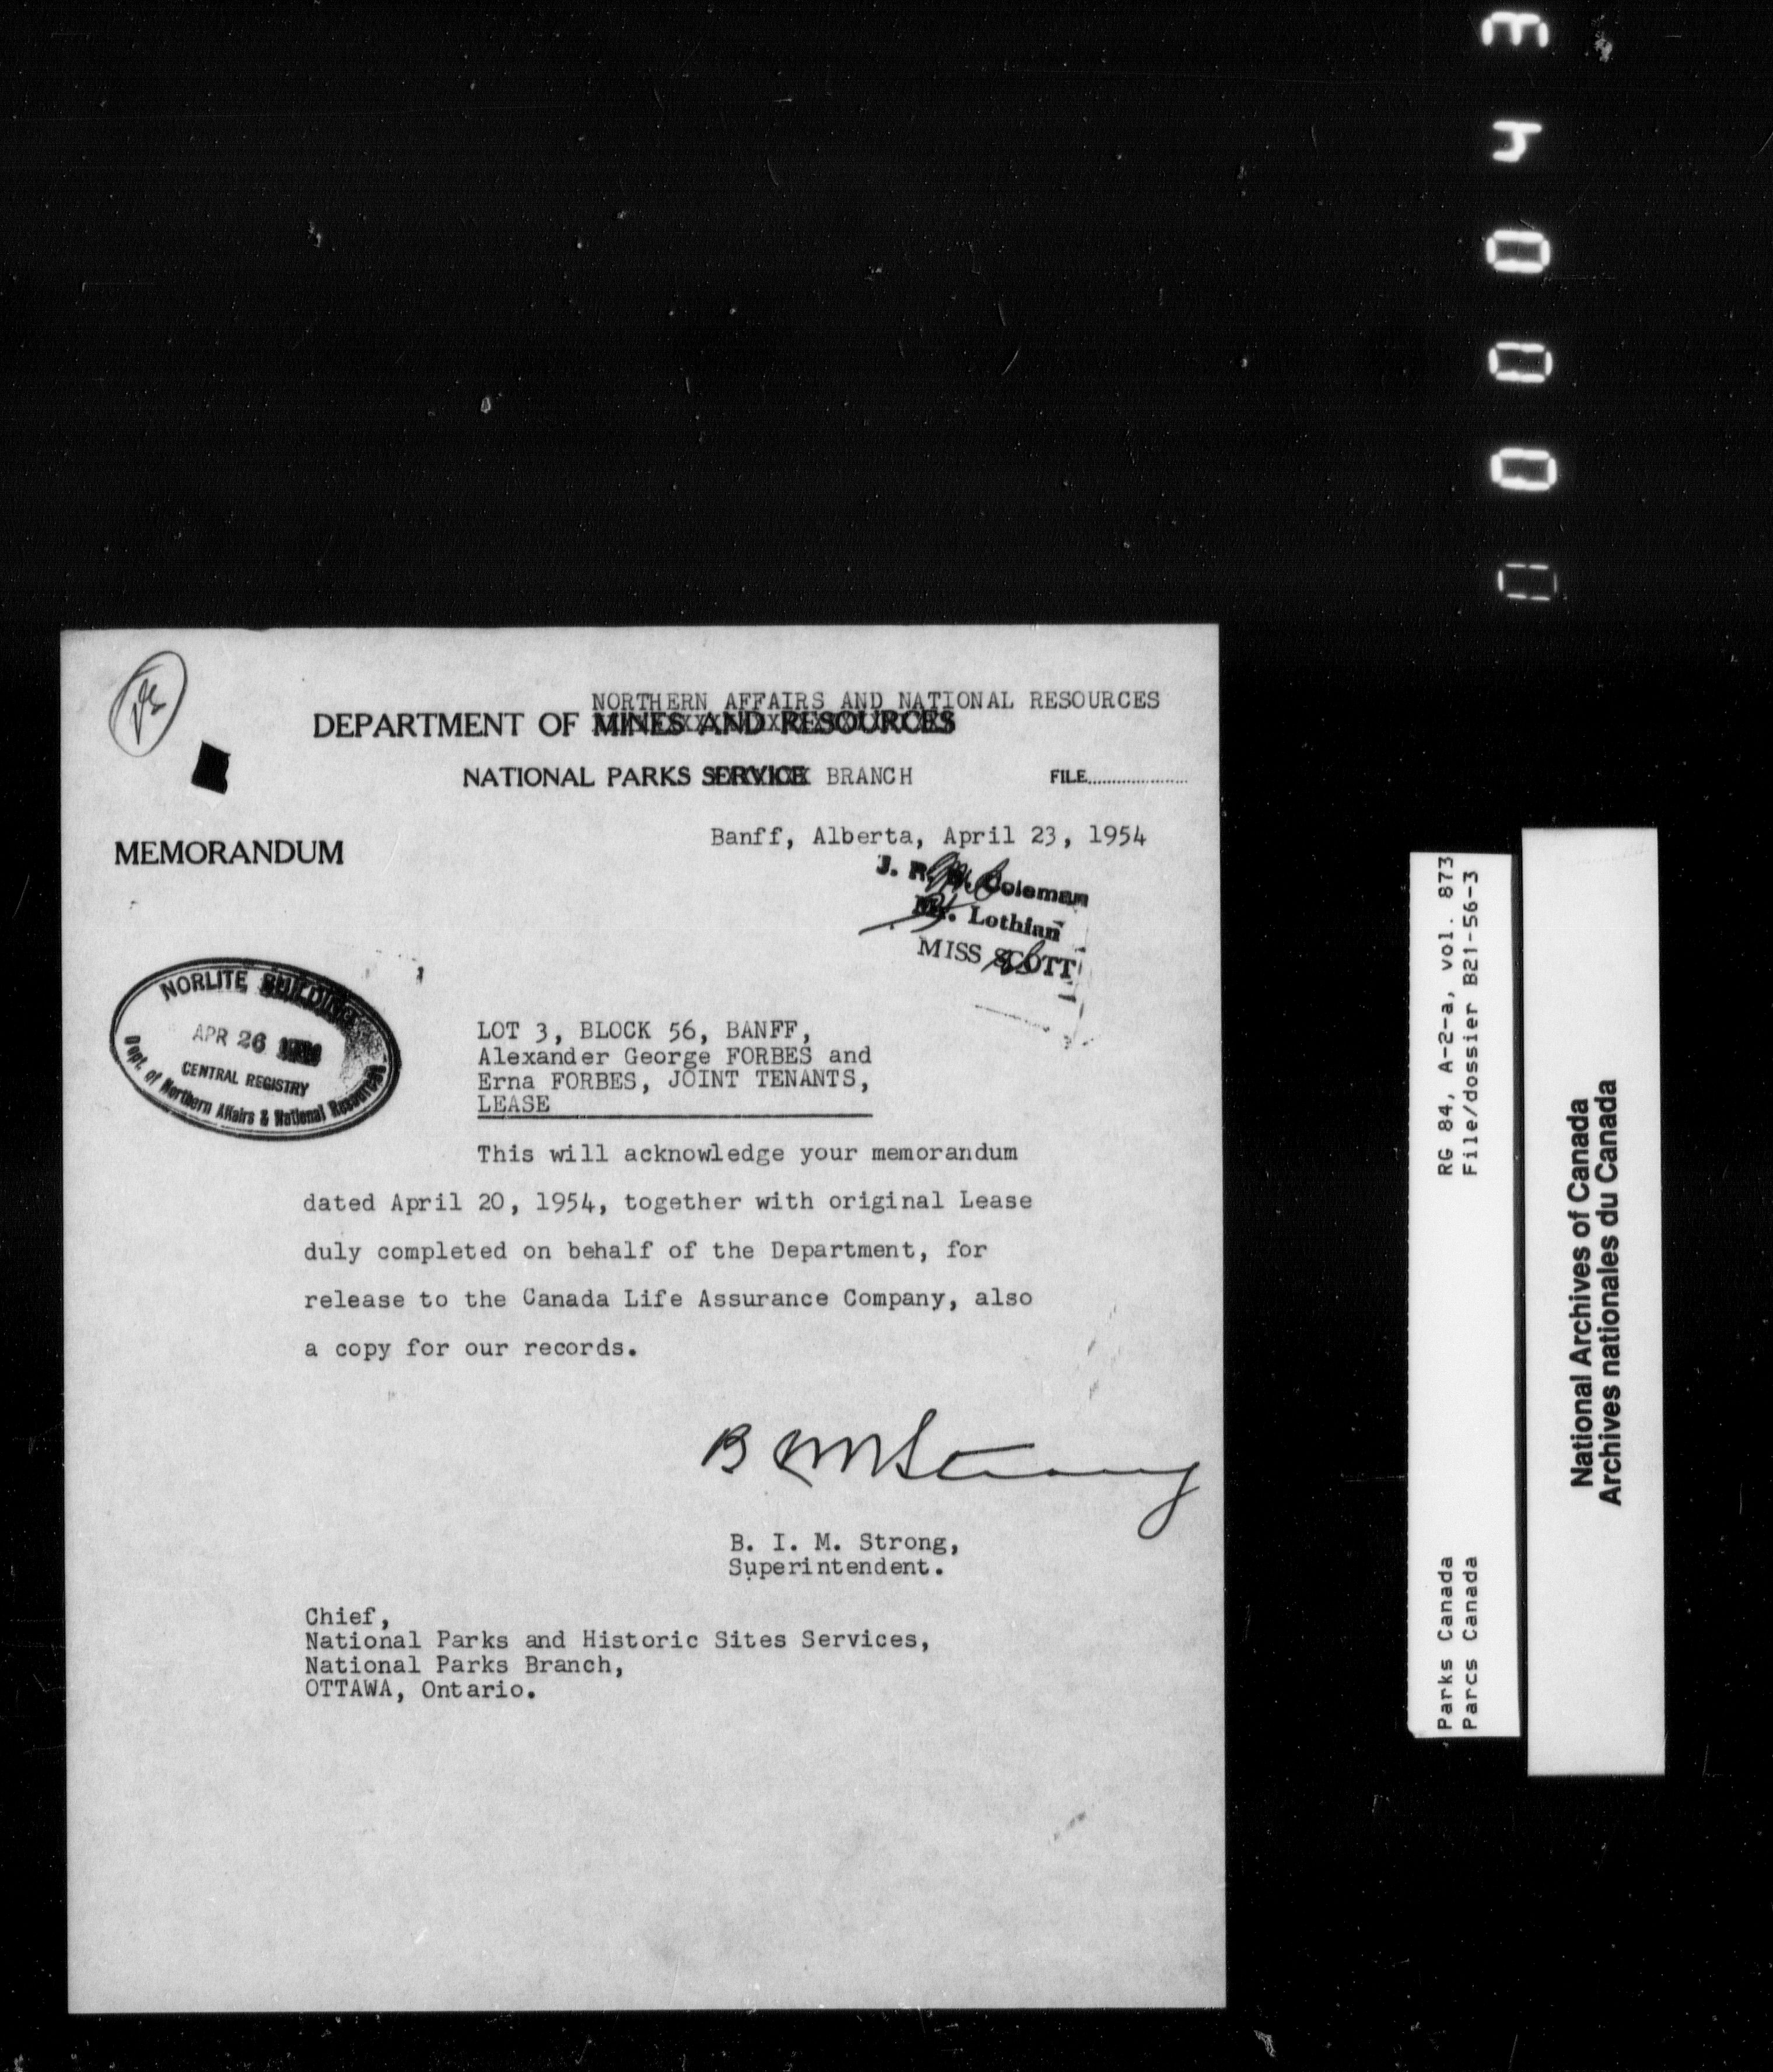 NORTHERN AFFAIRS AND NATIONAL RESOURCES
DEPARTMENT OF MINES AND RESOURCES
NATIONAL PARKS SERVICE BRANCH
FILE....................
MEMORANDUM
Banff, Alberta, April 23, 1954
J. R. B. Coleman
Mr. Lothian
MISS SCOTT
NORLITE BUILDING
APR 26
CENTRAL REGISTRY
Dept. of Northern Affairs & National Resources
LOT 3, BLOCK 56, BANFF,
Alexander George FORBES and
Erna FORBES, JOINT TENANTS,
LEASE
This will acknowledge your memorandum
dated April 20, 1954, together with original Lease
duly completed on behalf of the Department, for
release to the Canada Life Assurance Company, also
a copy for our records.
B I M Strong
B. I. M. Strong,
Superintendent.
Chief,
National Parks and Historic Sites Services,
National Parks Branch,
OTTAWA, Ontario.
Parks Canada RG 84, A-2-a, vol. 873
Parcs Canada File/dossier B21-56-3
National Archives of Canada
Archives nationales du Canada